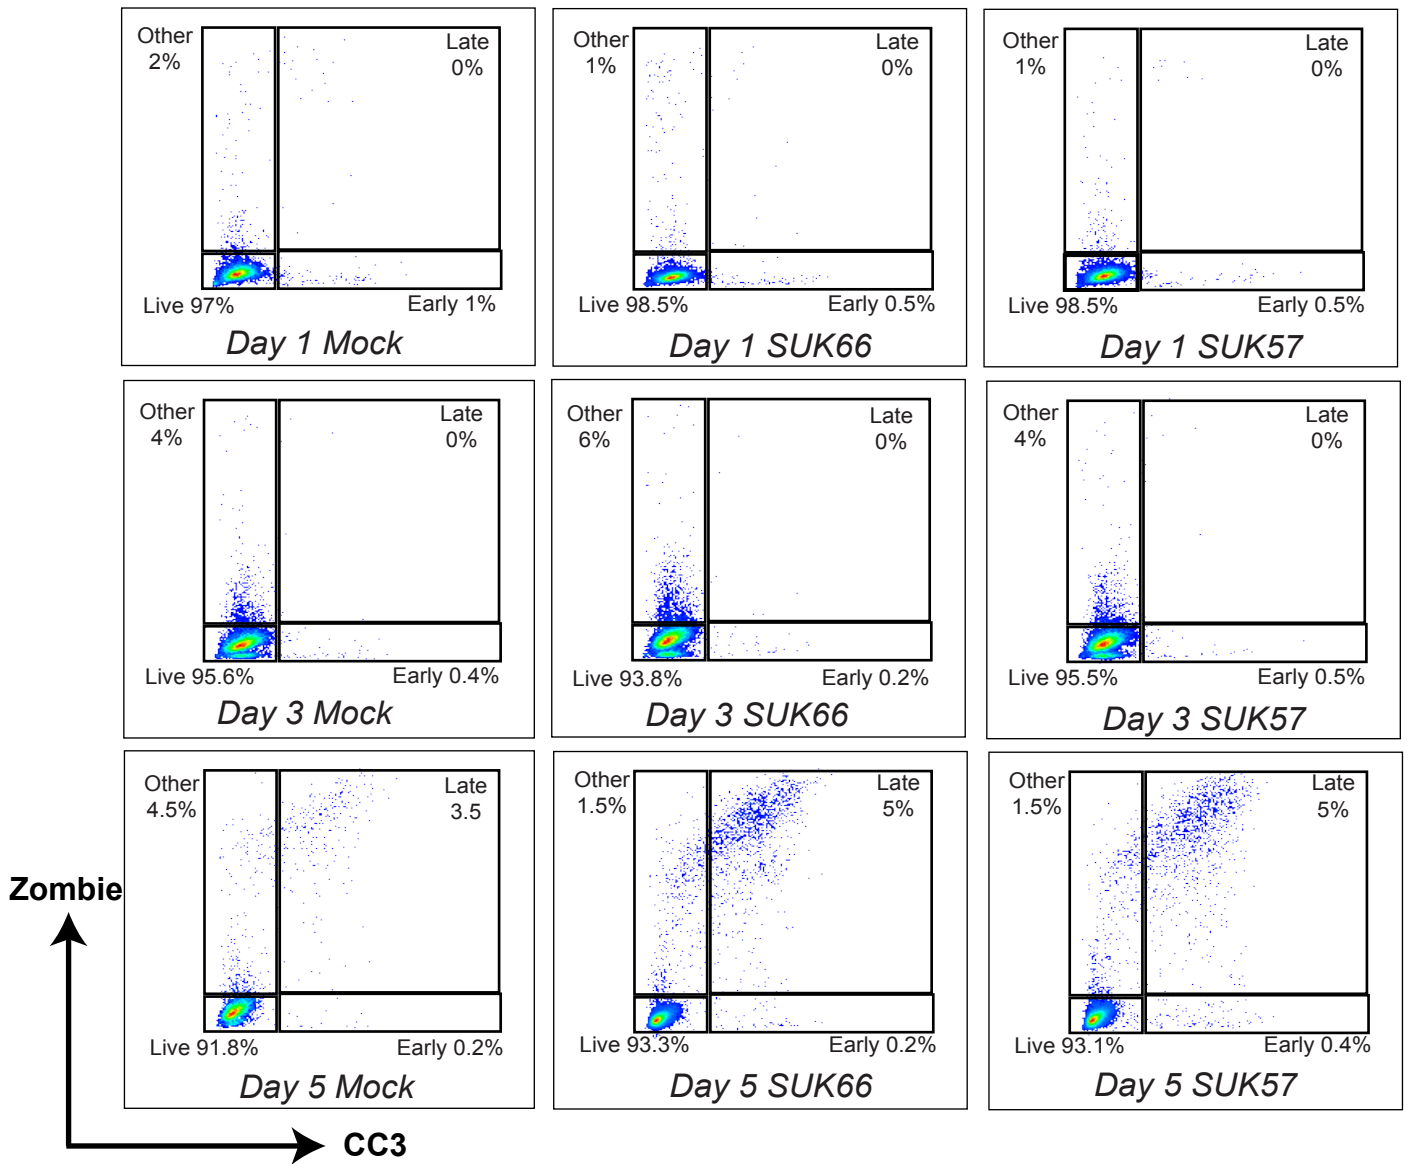 Other
2%
Late
0%
Live 97%
Early 1%
Day 1 Mock
Other
1%
Late
0%
Live 98.5%
Early 0.5%
Day 1 SUK66
Other
1%
Late
0%
Live 98.5%
Early 0.5%
Day 1 SUK57
Other
4%
Late
0%
Live 95.6%
Early 0.4%
Day 3 Mock
Other
6%
Late
0%
Live 93.8%
Early 0.2%
Day 3 SUK66
Other
4%
Late
0%
Live 95.5%
Early 0.5%
Day 3 SUK57
Other
4.5%
Late
3.5
Live 91.8%
Early 0.2%
Day 5 Mock
Other
1.5%
Late
5%
Live 93.3%
Early 0.2%
Day 5 SUK66
Other
1.5%
Late
5%
Live 93.1%
Early 0.4%
Day 5 SUK57
Zombie
CC3